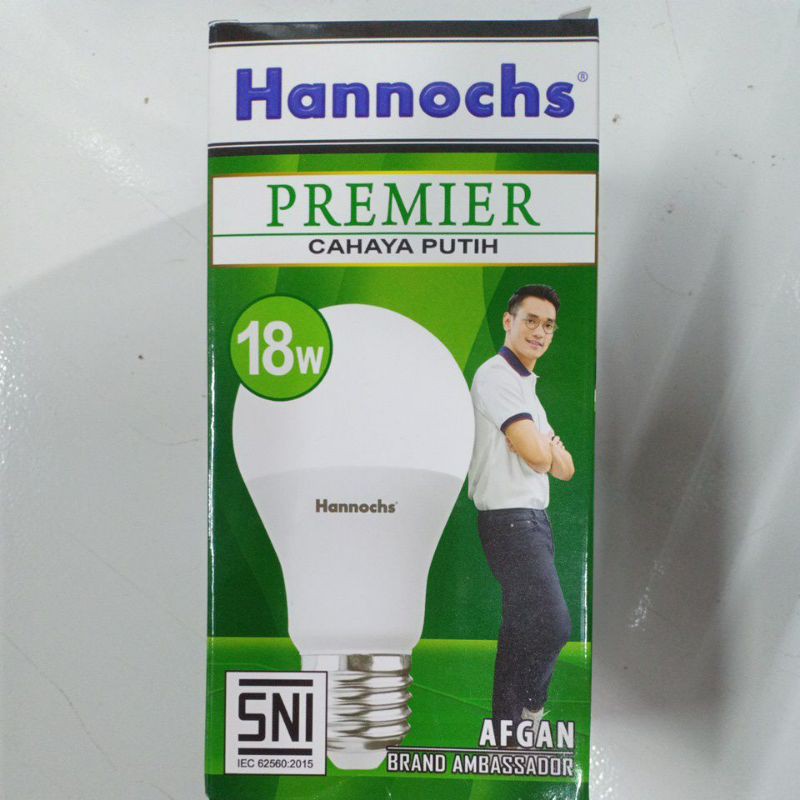 Hannochs®
PREMIER
CAHAYA PUTIH
18W
Hannochs
SNI
IEC 62560:2015
AFGAN
BRAND AMBASSADOR